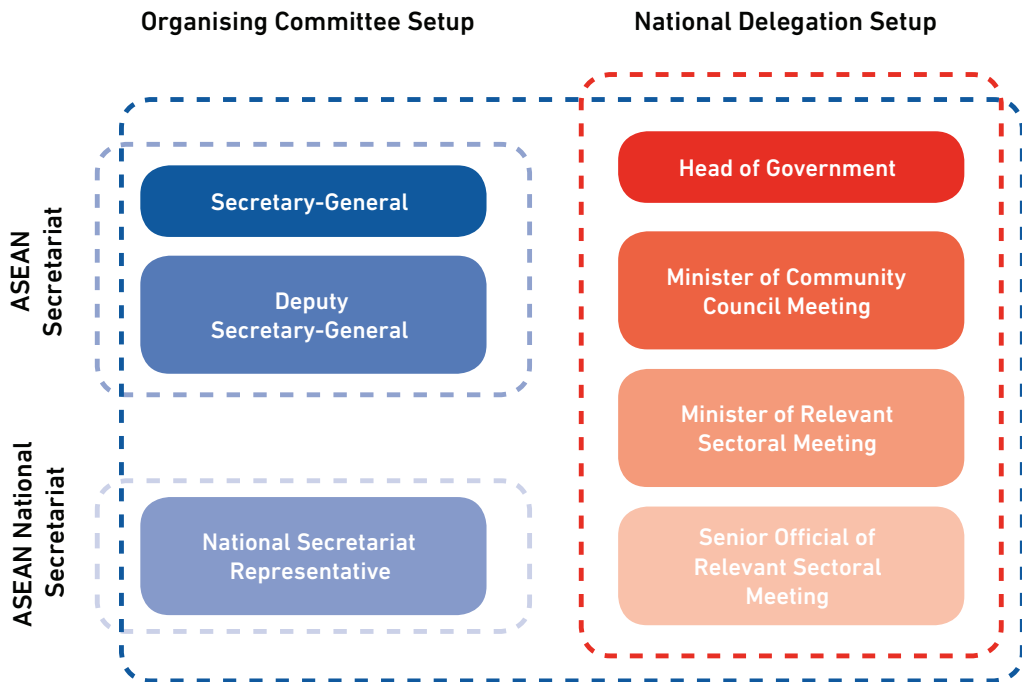 Organising Committee Setup
National Delegation Setup
ASEAN
Secretariat
Secretary-General
Deputy
Secretary-General
ASEAN National
Secretariat
National Secretariat
Representative
Head of Government
Minister of Community
Council Meeting
Minister of Relevant
Sectoral Meeting
Senior Official of
Relevant Sectoral
Meeting